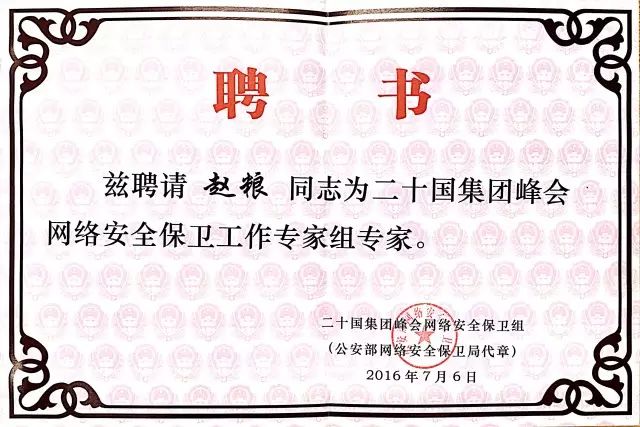 聘 书
兹聘请 赵粮 同志为二十国集团峰会
网络安全保卫工作专家组专家。
二十国集团峰会网络安全保卫组
（公安部网络安全保卫局代章）
2016年7月6日